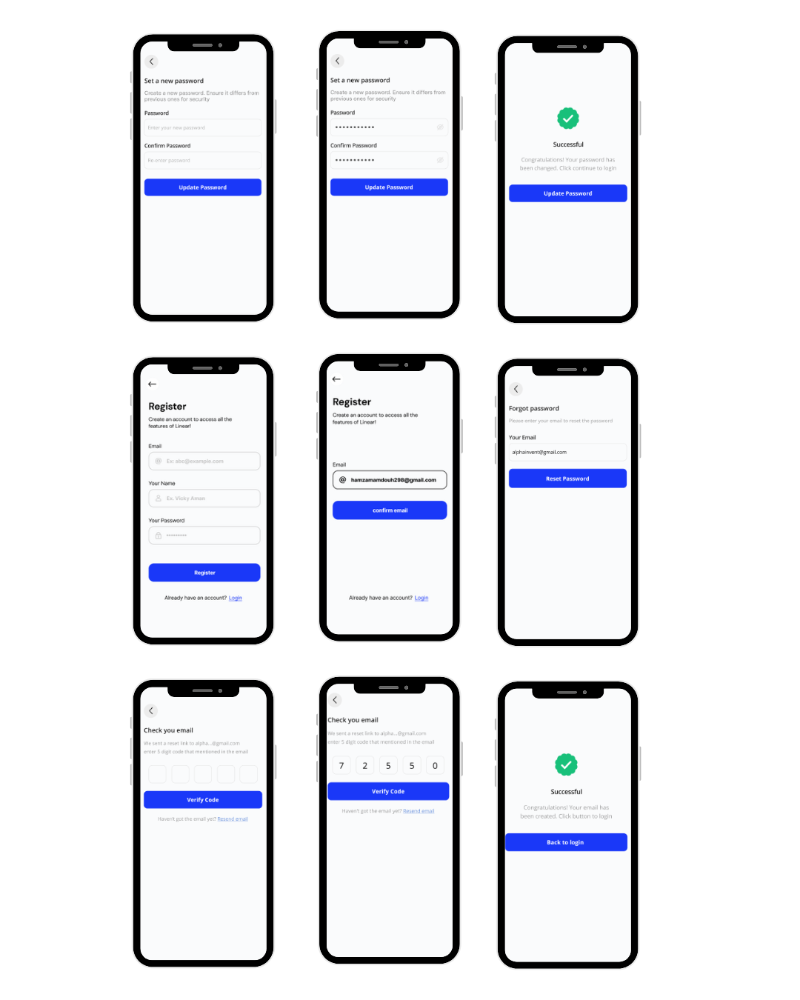 Set a new password
Create a new password. Ensure it differs from
previous ones for security
Password
Enter your new password
Confirm Password
Re-enter password
Update Password
Set a new password
Create a new password. Ensure it differs from
previous ones for security
Password
•••••••••••
Confirm Password
•••••••••••
Update Password
Successful
Congratulations! Your password has
been changed. Click continue to login
Update Password
Register
Create an account to access all the
features of Linear!
Email
@ Ex: abc@example.com
Your Name
Ex. Vicky Aman
Your Password
•••••••••
Register
Already have an account? Login
Register
Create an account to access all the
features of Linear!
Email
@ hamzamamdouh298@gmail.com
confirm email
Already have an account? Login
Forgot password
Please enter your email to reset the password
Your Email
alphainvent@gmail.com
Reset Password
Check you email
We sent a reset link to alpha...@gmail.com
enter 5 digit code that mentioned in the email
Verify Code
Haven't got the email yet? Resend email
Check you email
We sent a reset link to alpha...@gmail.com
enter 5 digit code that mentioned in the email
7 2 5 5 0
Verify Code
Haven't got the email yet? Resend email
Successful
Congratulations! Your email has
been created. Click button to login
Back to login